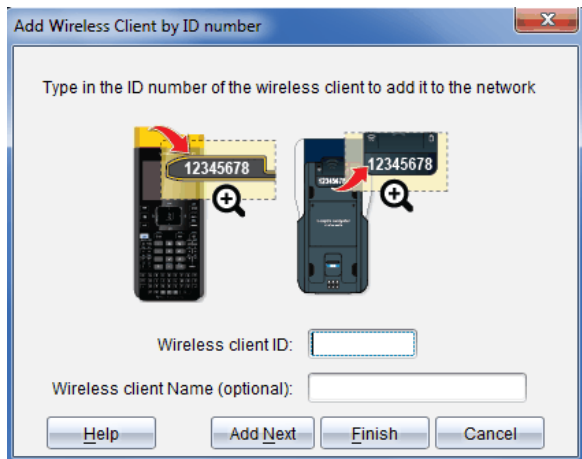 Add Wireless Client by ID number
Type in the ID number of the wireless client to add it to the network
12345678
12345678
12345678
Wireless client ID:
Wireless client Name (optional):
Help
Add Next
Finish
Cancel